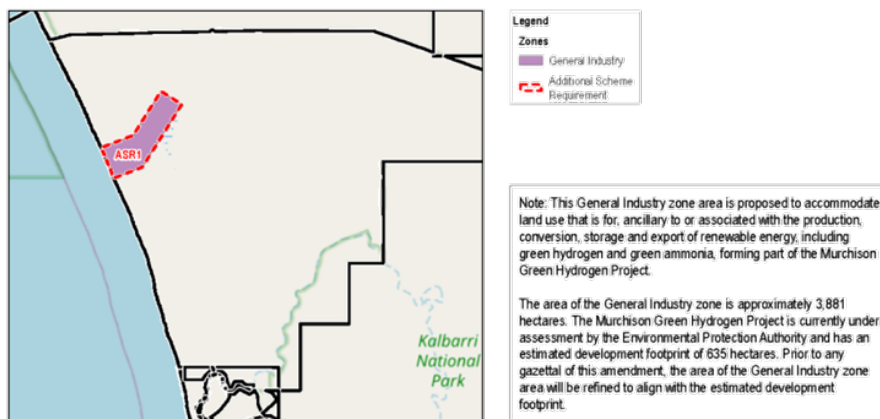 Legend
Zones
General Industry
Additional Scheme
Requirement
ASR1
Kalbarri
National
Park
Note: This General Industry zone area is proposed to accommodate
land use that is for, ancillary to or associated with the production,
conversion, storage and export of renewable energy, including
green hydrogen and green ammonia, forming part of the Murchison
Green Hydrogen Project.
The area of the General Industry zone is approximately 3,881
hectares. The Murchison Green Hydrogen Project is currently under
assessment by the Environmental Protection Authority and has an
estimated development footprint of 635 hectares. Prior to any
gazettal of this amendment, the area of the General Industry zone
area will be refined to align with the estimated development
footprint.